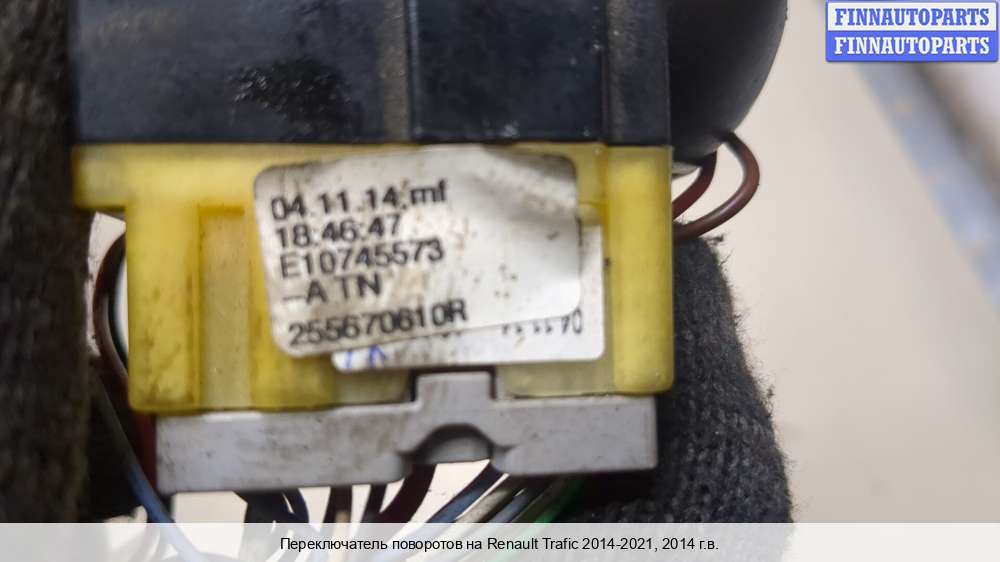 FINNAUTOPARTS
FINNAUTOPARTS
04.11.14.mf
18:46:47
E10745573
--A TN
255670610R
Переключатель поворотов на Renault Trafic 2014-2021, 2014 г.в.